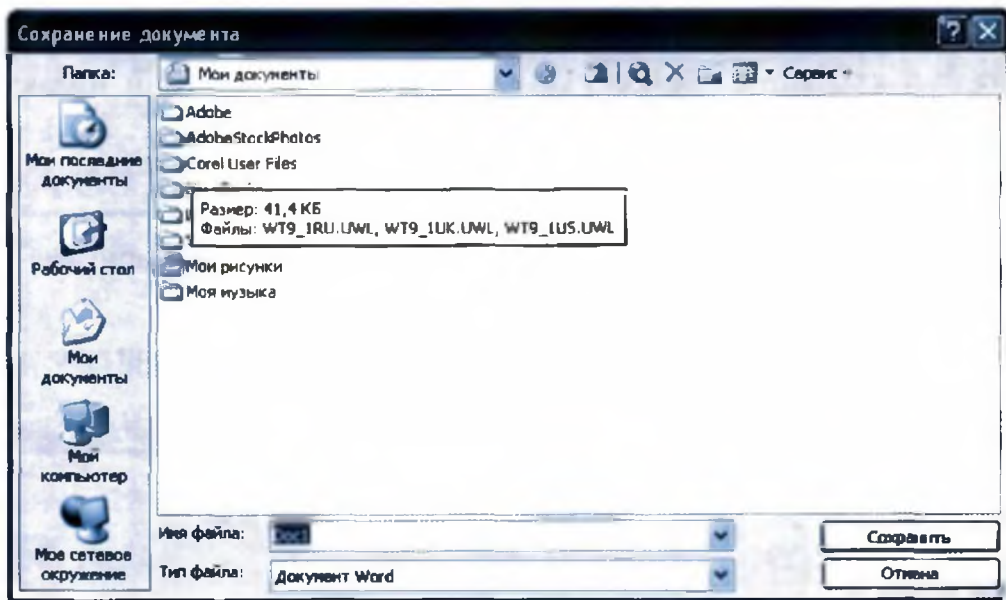 Сохранение документа
Папка: Мои документы Сервис
Мои последние документы
Рабочий стол
Мои документы
Мой компьютер
Мое сетевое окружение
Adobe
AdobeStockPhotos
Corel User Files
Размер: 41,4 КБ
Файлы: WT9_1RU.UWL, WT9_1UK.UWL, WT9_1US.UWL
Мои рисунки
Моя музыка
Имя файла: Doc1
Сохранить
Тип файла: Документ Word
Отмена